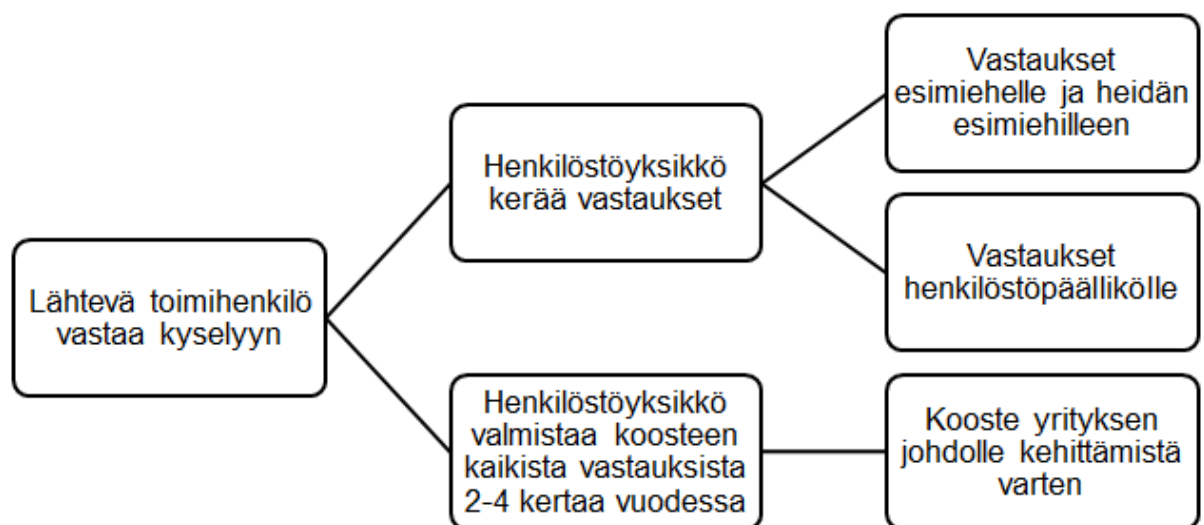 Lähtevä toimihenkilö
vastaa kyselyyn
Henkilöstöyksikkö
kerää vastaukset
Vastaukset
esimiehelle ja heidän
esimiehilleen
Vastaukset
henkilöstöpäällikölle
Henkilöstöyksikkö
valmistaa koosteen
kaikista vastauksista
2-4 kertaa vuodessa
Kooste yrityksen
johdolle kehittämistä
varten